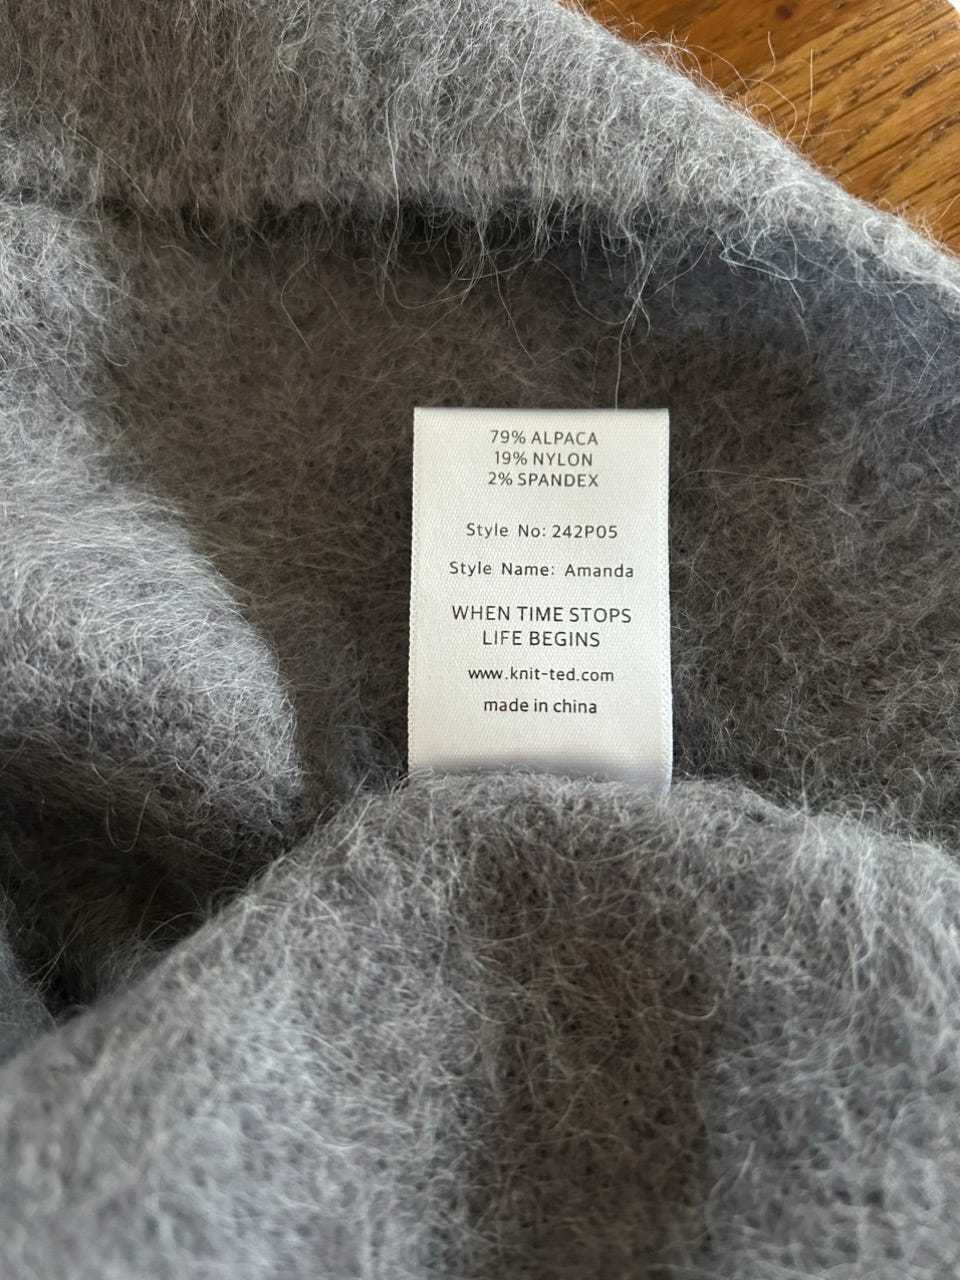 79% ALPACA
19% NYLON
2% SPANDEX
Style No: 242P05
Style Name: Amanda
WHEN TIME STOPS
LIFE BEGINS
www.knit-ted.com
made in china